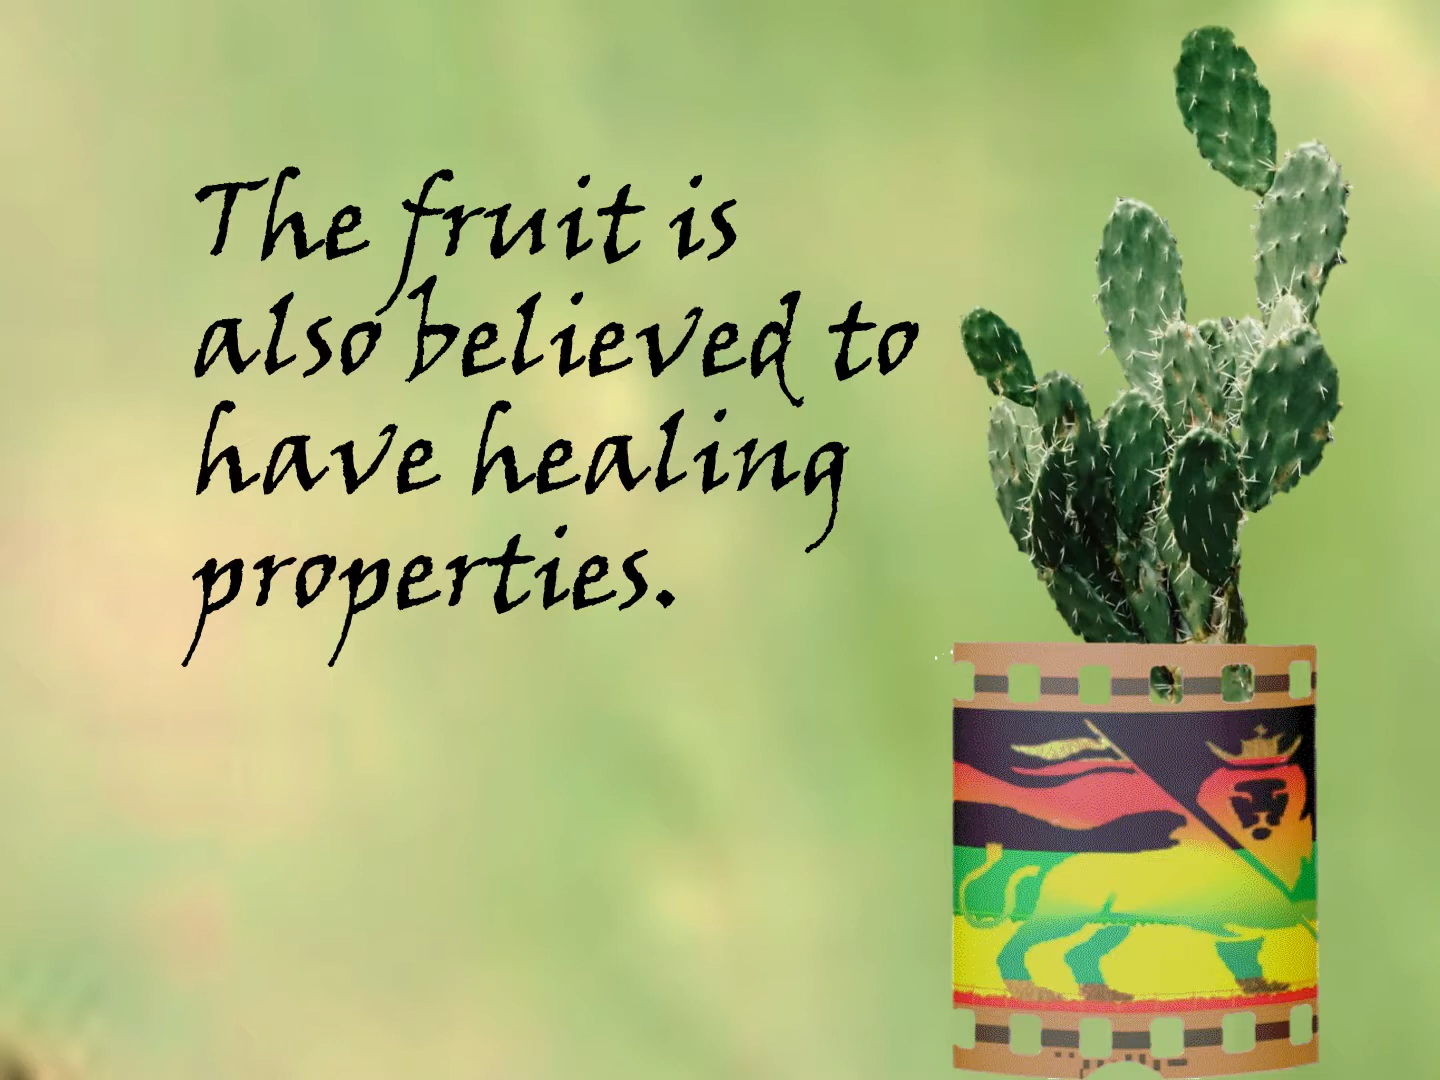 The fruit is
also believed to
have healing
properties.